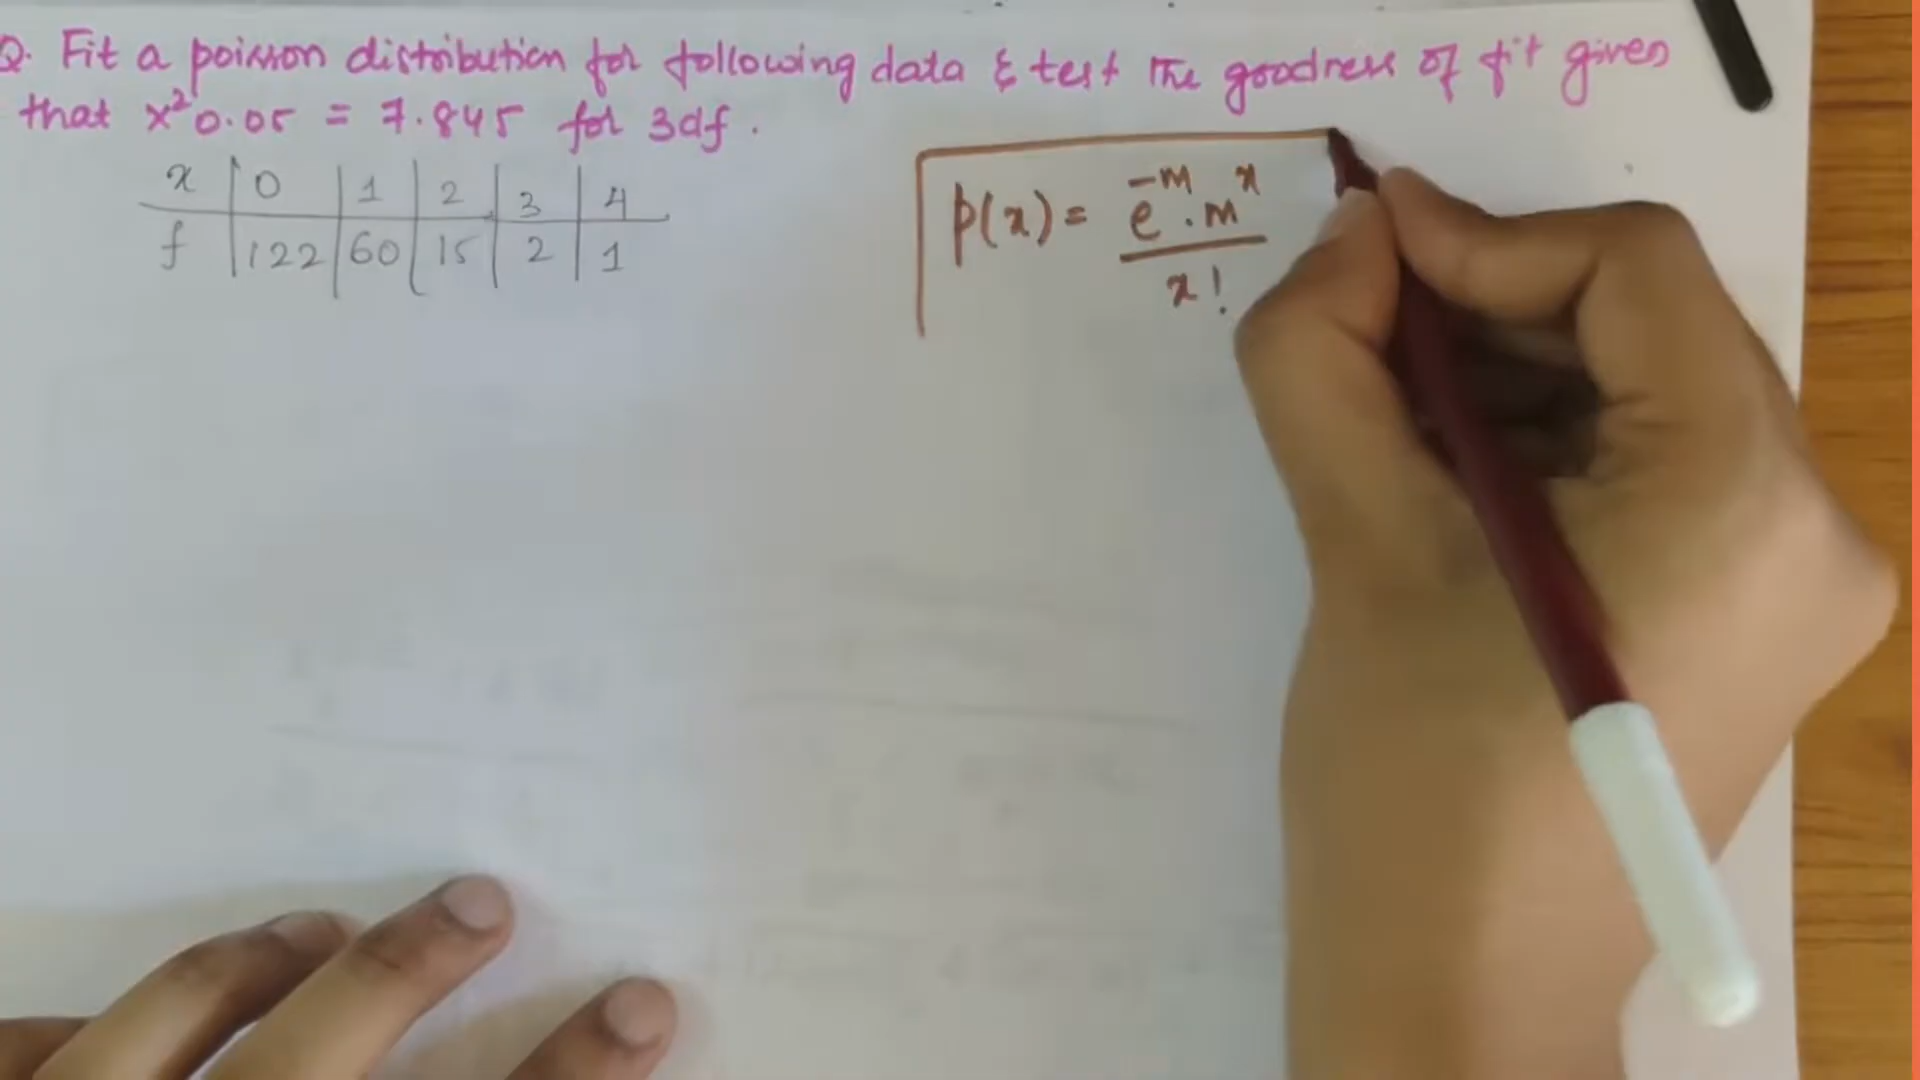 Q. Fit a poisson distribution for following data & test the goodness of fit given
that x² 0.05 = 7.845 for 3df.
x 0 1 2 3 4
f 122 60 15 2 1
p(x) = e^-m . m^x / x!